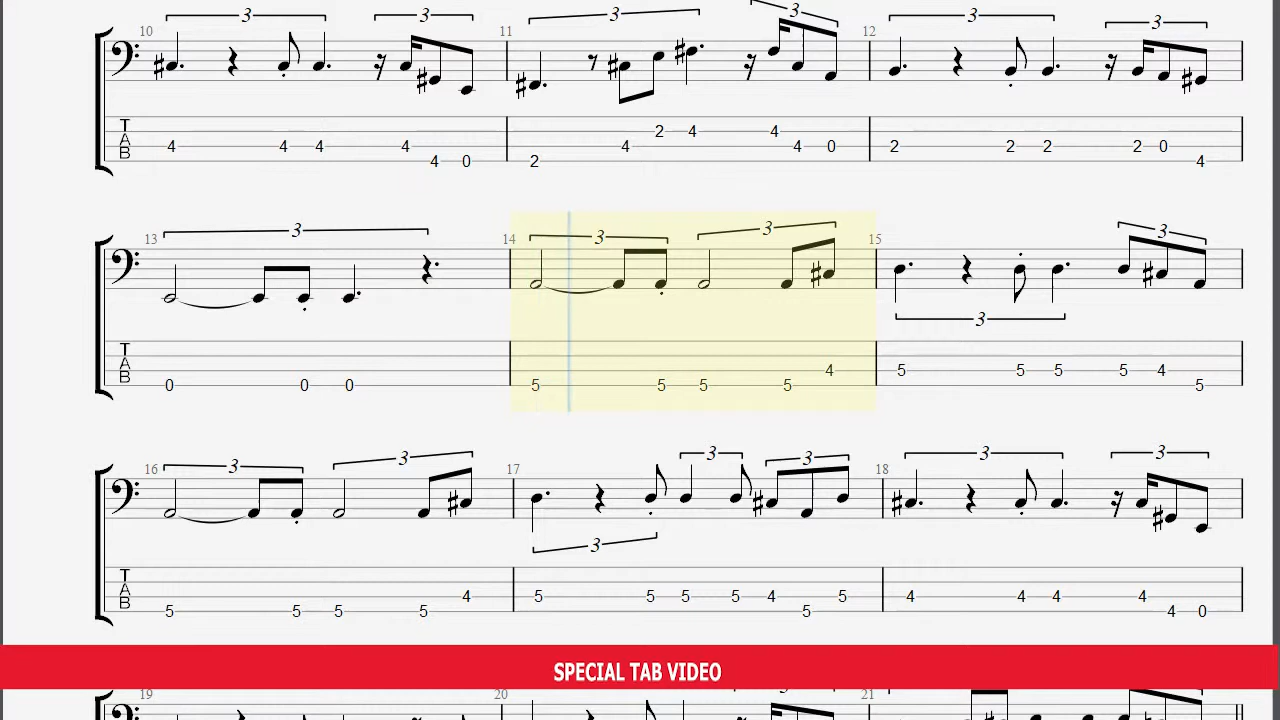 3 3 3 3 3 3
10 11 12
T
A
B
4 4 4 4 4 0 2 4 2 4 4 4 0 2 2 2 2 0 4
3 3 3 3
13 14 15
3
T
A
B
0 0 0 5 5 5 5 4 5 5 5 5 4 5
3 3 3 3 3 3
16 17 18
3
T
A
B
5 5 5 5 4 5 5 5 5 4 5 5 4 4 4 4 4 0
SPECIAL TAB VIDEO
19 20 21